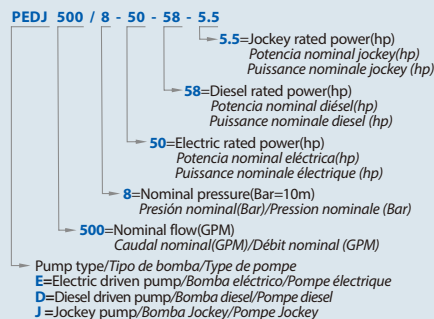 PEDJ 500 / 8 - 50 - 58 - 5.5
5.5=Jockey rated power(hp)
Potencia nominal jockey(hp)
Puissance nominale jockey (hp)
58=Diesel rated power(hp)
Potencia nominal diésel(hp)
Puissance nominale diesel (hp)
50=Electric rated power(hp)
Potencia nominal eléctrica(hp)
Puissance nominale électrique (hp)
8=Nominal pressure(Bar=10m)
Presión nominal(Bar)/Pression nominale (Bar)
500=Nominal flow(GPM)
Caudal nominal(GPM)/Débit nominal (GPM)
Pump type/Tipo de bomba/Type de pompe
E=Electric driven pump/Bomba eléctrico/Pompe électrique
D=Diesel driven pump/Bomba diesel/Pompe diesel
J=Jockey pump/Bomba Jockey/Pompe Jockey